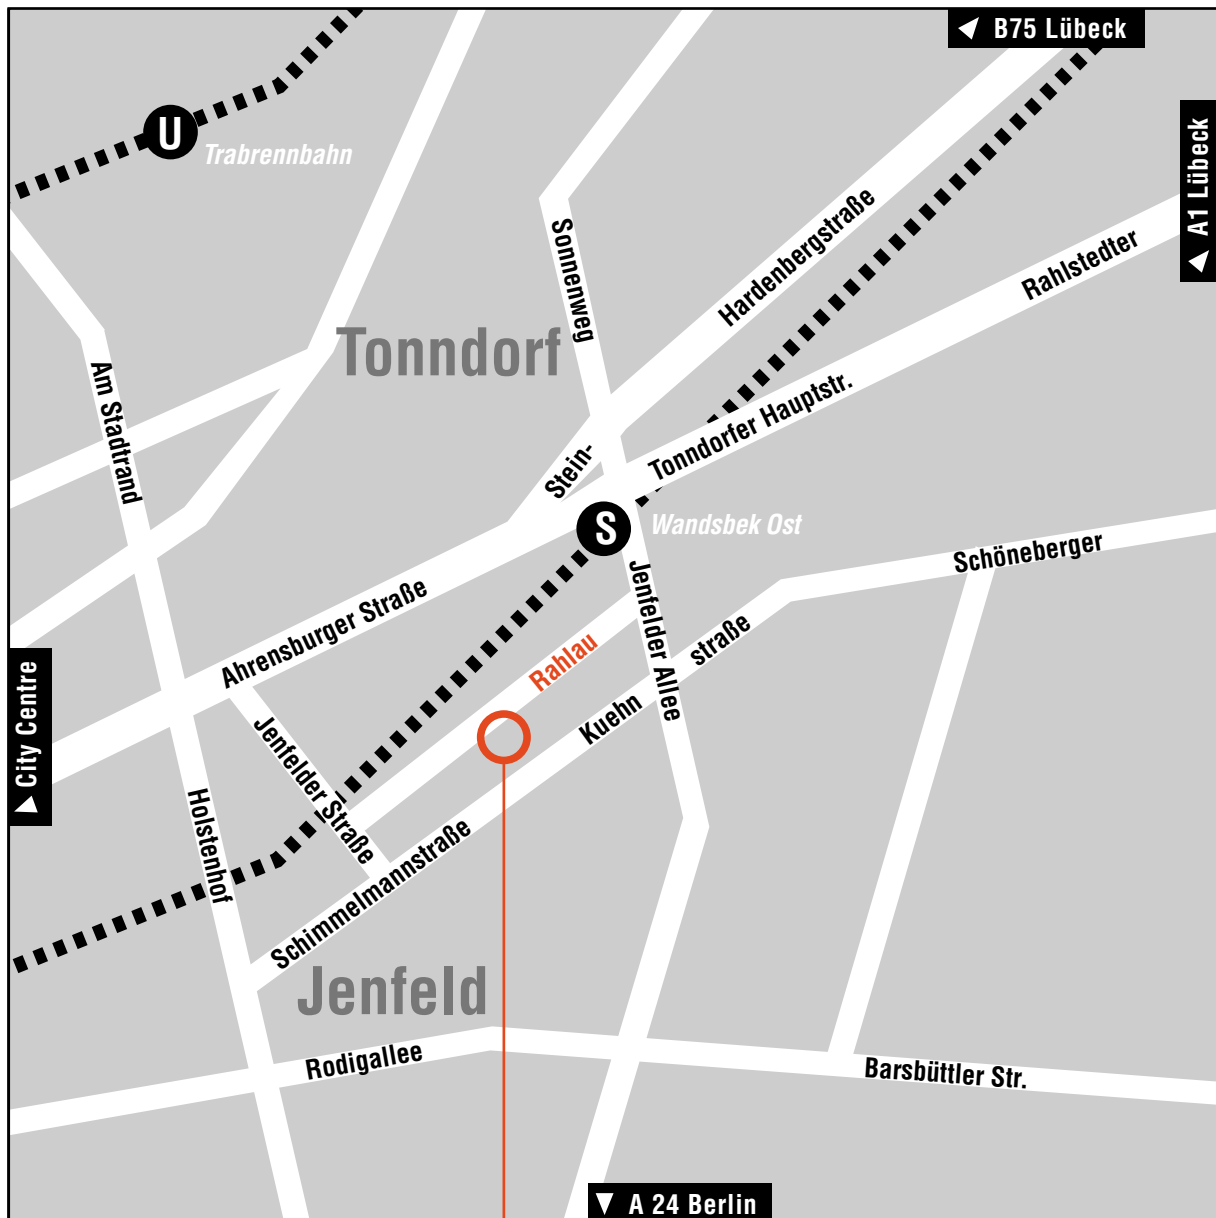 B75 Lübeck
A1 Lübeck
U
Trabrennbahn
Sonnenweg
Hardenbergstraße
Rahlstedter
Tonndorf
Am Stadtrand
Tonndorfer Hauptstr.
Stein-
S
Wandsbek Ost
Schöneberger
Ahrensburger Straße
Jenfelder Allee
straße
Rahlau
Kuehn
City Centre
Jenfelder Straße
Holstenhof
Schimmelmannstraße
Jenfeld
Rodigallee
Barsbüttler Str.
A 24 Berlin